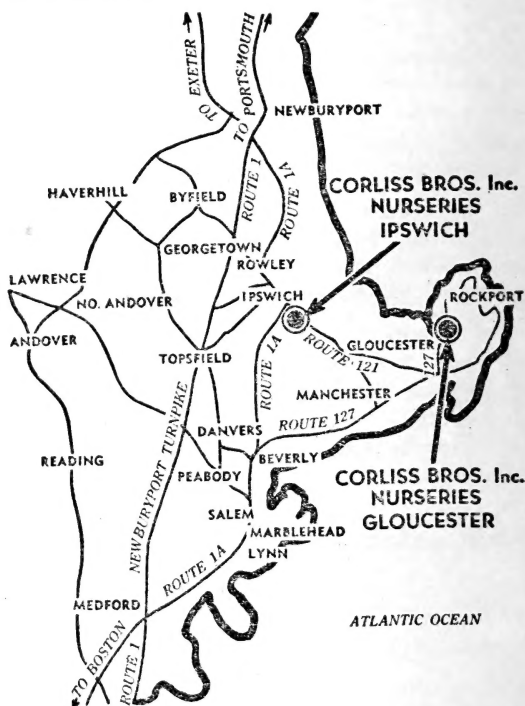 TO EXETER
TO PORTSMOUTH
NEWBURYPORT
ROUTE 1
ROUTE 1A
HAVERHILL
BYFIELD
CORLISS BROS. Inc.
NURSERIES
IPSWICH
GEORGETOWN
ROWLEY
LAWRENCE
NO. ANDOVER
IPSWICH
ROCKPORT
ANDOVER
TOPSFIELD
ROUTE 1A
ROUTE 121
GLOUCESTER
127
MANCHESTER
DANVERS
ROUTE 127
READING
NEWBURYPORT TURNPIKE
PEABODY
BEVERLY
CORLISS BROS. Inc.
NURSERIES
GLOUCESTER
SALEM
MARBLEHEAD
LYNN
ROUTE 1A
MEDFORD
ATLANTIC OCEAN
TO BOSTON
ROUTE 1